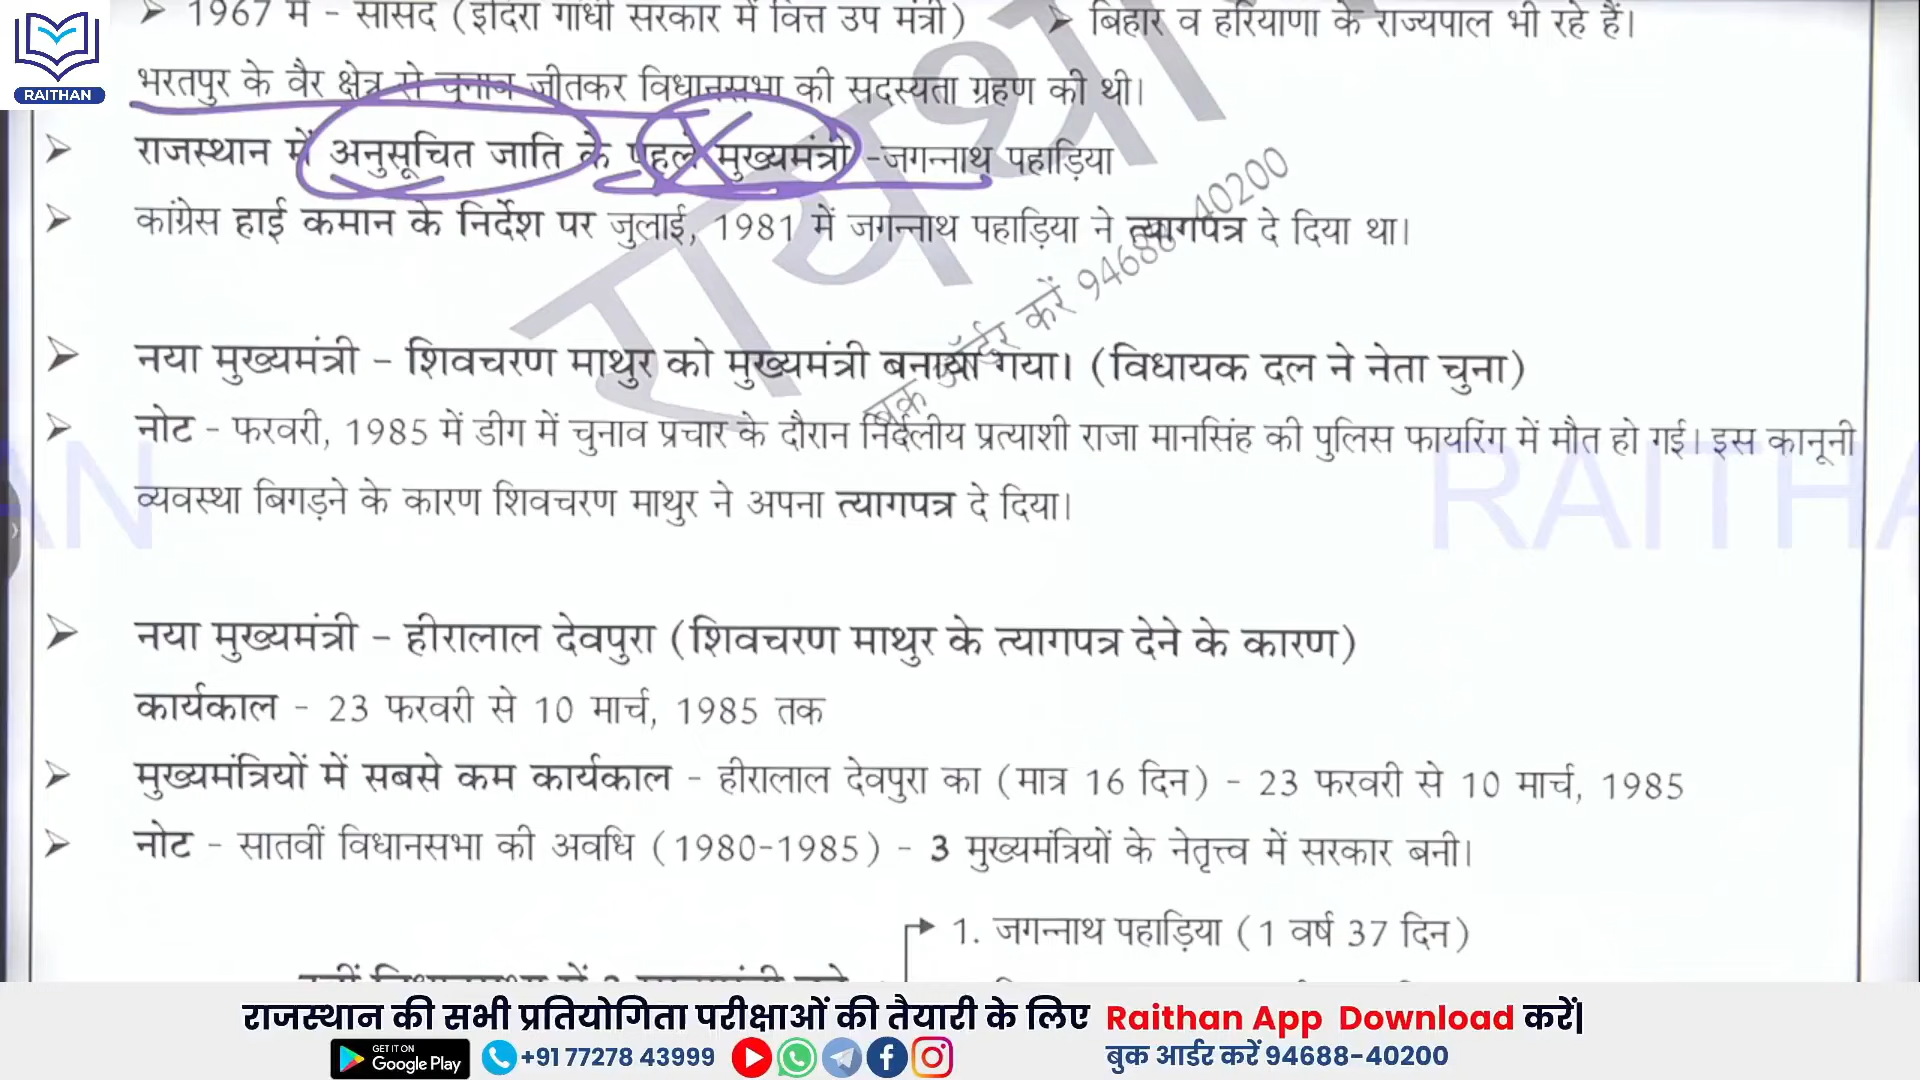 1967 में - सांसद (इंदिरा गांधी सरकार में वित्त उप मंत्री)
➤ बिहार व हरियाणा के राज्यपाल भी रहे हैं।
RAITHAN
भरतपुर के वैर क्षेत्र से चुनाव जीतकर विधानसभा की सदस्यता ग्रहण की थी।
➤ राजस्थान में अनुसूचित जाति के पहले मुख्यमंत्री -जगन्नाथ पहाड़िया
➤ कांग्रेस हाई कमान के निर्देश पर जुलाई, 1981 में जगन्नाथ पहाड़िया ने त्यागपत्र दे दिया था।
बुक ऑर्डर करें 94688-40200
➤ नया मुख्यमंत्री - शिवचरण माथुर को मुख्यमंत्री बनाया गया। (विधायक दल ने नेता चुना)
➤ नोट - फरवरी, 1985 में डीग में चुनाव प्रचार के दौरान निर्दलीय प्रत्याशी राजा मानसिंह की पुलिस फायरिंग में मौत हो गई। इस कानूनी
व्यवस्था बिगड़ने के कारण शिवचरण माथुर ने अपना त्यागपत्र दे दिया।
➤ नया मुख्यमंत्री - हीरालाल देवपुरा (शिवचरण माथुर के त्यागपत्र देने के कारण)
कार्यकाल - 23 फरवरी से 10 मार्च, 1985 तक
➤ मुख्यमंत्रियों में सबसे कम कार्यकाल - हीरालाल देवपुरा का (मात्र 16 दिन) - 23 फरवरी से 10 मार्च, 1985
➤ नोट - सातवीं विधानसभा की अवधि (1980-1985) - 3 मुख्यमंत्रियों के नेतृत्त्व में सरकार बनी।
1. जगन्नाथ पहाड़िया (1 वर्ष 37 दिन)
राजस्थान की सभी प्रतियोगिता परीक्षाओं की तैयारी के लिए Raithan App Download करें|
GET IT ON
Google Play
+91 77278 43999
बुक आर्डर करें 94688-40200